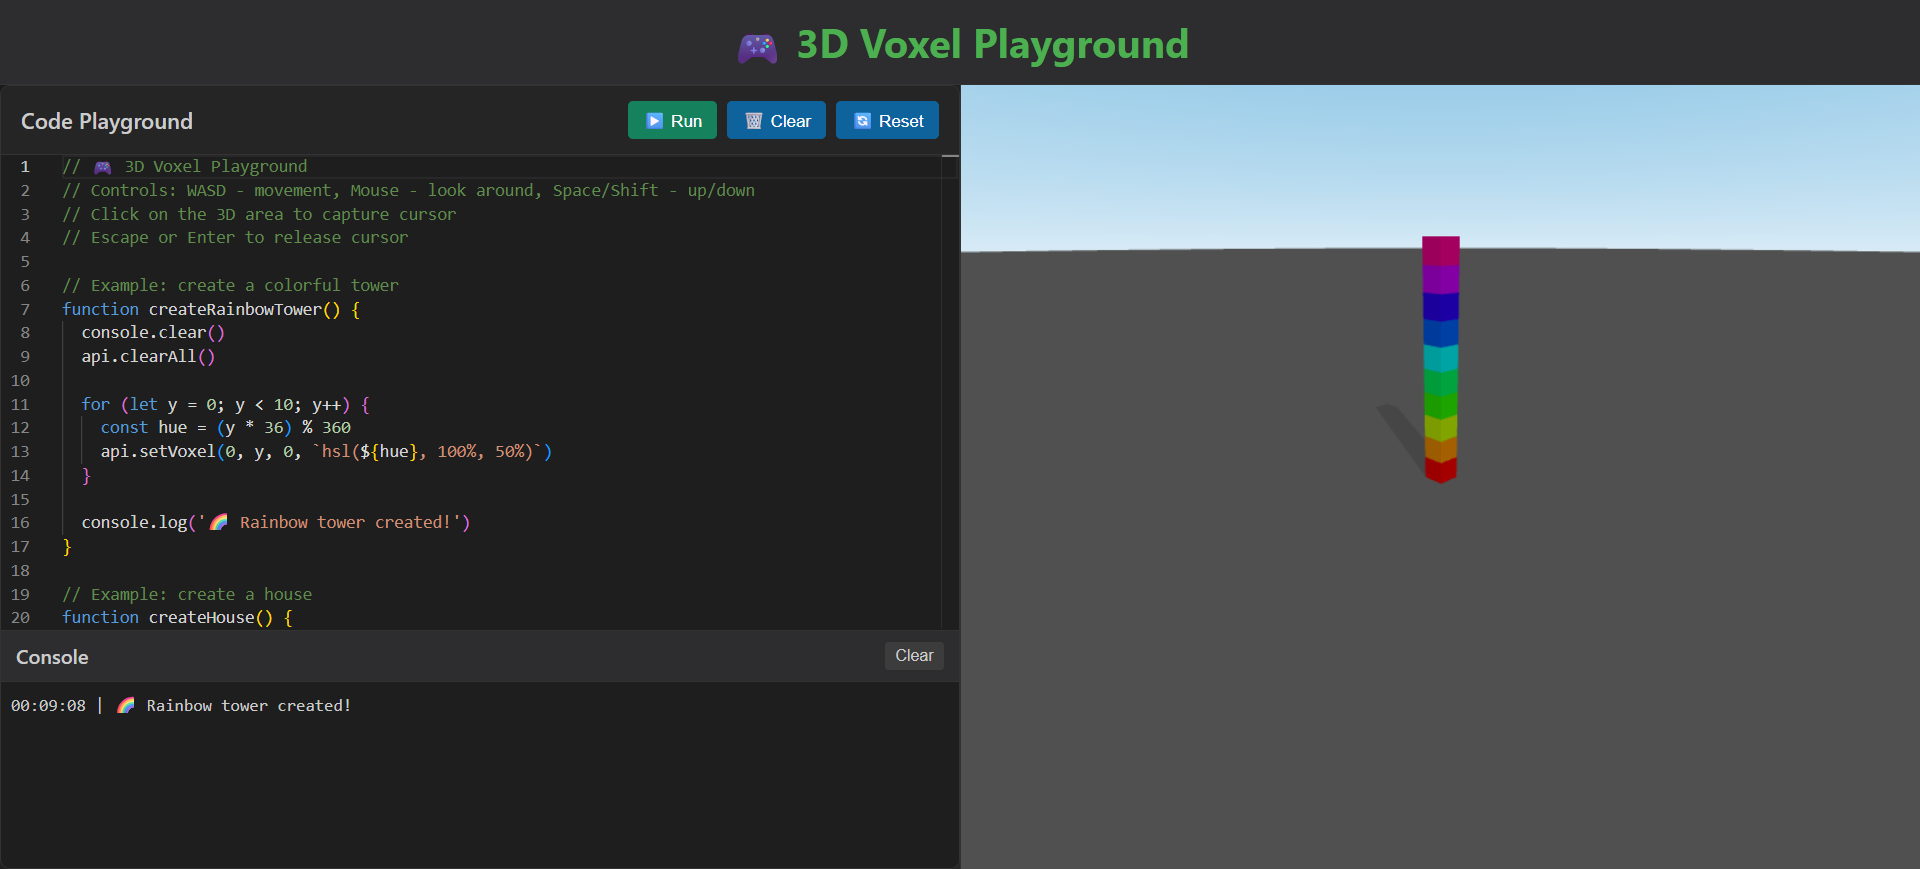 🎮 3D Voxel Playground
Code Playground
▶️ Run
🗑️ Clear
🔄 Reset
1 // 🎮 3D Voxel Playground
2 // Controls: WASD - movement, Mouse - look around, Space/Shift - up/down
3 // Click on the 3D area to capture cursor
4 // Escape or Enter to release cursor
5
6 // Example: create a colorful tower
7 function createRainbowTower() {
8   console.clear()
9   api.clearAll()
10
11   for (let y = 0; y < 10; y++) {
12     const hue = (y * 36) % 360
13     api.setVoxel(0, y, 0, `hsl(${hue}, 100%, 50%)`)
14   }
15
16   console.log('🌈 Rainbow tower created!')
17 }
18
19 // Example: create a house
20 function createHouse() {
Console
Clear
00:09:08 | 🌈 Rainbow tower created!